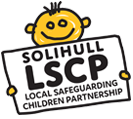 SOLIHULL
LSCP
LOCAL SAFEGUARDING
CHILDREN PARTNERSHIP